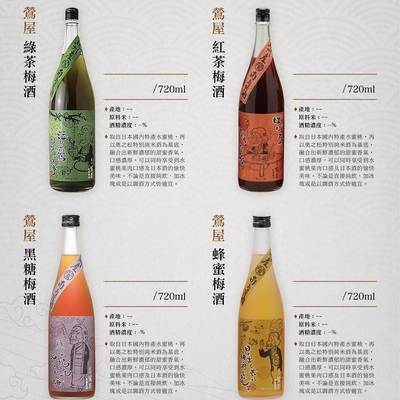 鶯屋 綠茶梅酒
/720ml
◆ 產地：--
原料米：--
酒精濃度：--%
◆ 取自日本國內特產水蜜桃，再
以奧之松特別純米酒為基底，
融合出新鮮濃郁的甜蜜香氣，
口感濃厚，可以同時享受到水
蜜桃果肉口感及日本酒的愉快
美味。不論是直接純飲，加冰
塊或是以調酒方式皆適宜。
鶯屋 紅茶梅酒
/720ml
◆ 產地：--
原料米：--
酒精濃度：-%
◆ 取自日本國內特產水蜜桃，再
以奧之松特別純米酒為基底，
融合出新鮮濃郁的甜蜜香氣，
口感濃厚，可以同時享受到水
蜜桃果肉口感及日本酒的愉快
美味。不論是直接純飲，加冰
塊或是以調酒方式皆適宜。
鶯屋 黑糖梅酒
/720ml
◆ 產地：--
原料米：--
酒精濃度：-%
◆ 取自日本國內特產水蜜桃，再
以奧之松特別純米酒為基底，
融合出新鮮濃郁的甜蜜香氣，
口感濃厚，可以同時享受到水
蜜桃果肉口感及日本酒的愉快
美味。不論是直接純飲，加冰
塊或是以調酒方式皆適宜。
鶯屋 蜂蜜梅酒
/720ml
◆ 產地：--
原料米：--
酒精濃度：-%
◆ 取自日本國內特產水蜜桃，再
以奧之松特別純米酒為基底，
融合出新鮮濃郁的甜蜜香氣，
口感濃厚，可以同時享受到水
蜜桃果肉口感及日本酒的愉快
美味。不論是直接純飲，加冰
塊或是以調酒方式皆適宜。